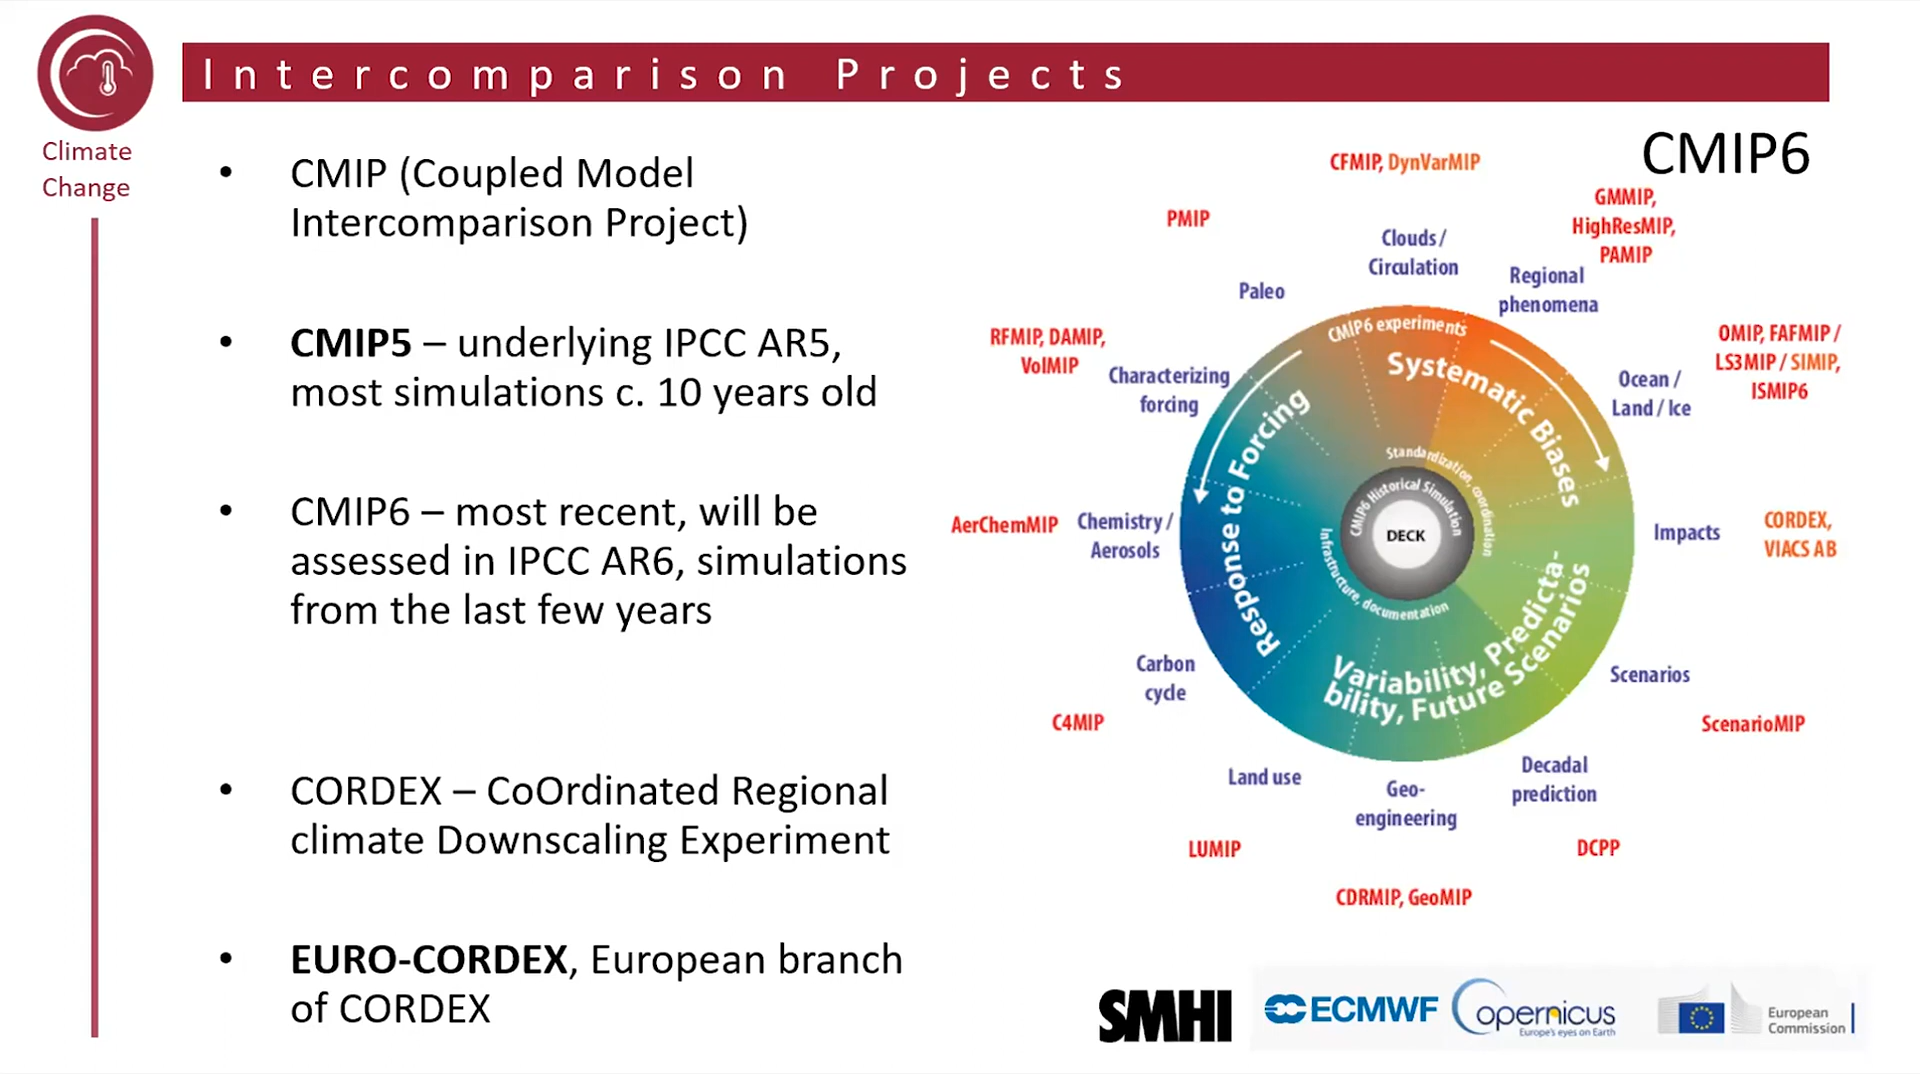 Intercomparison Projects
Climate
Change
• CMIP (Coupled Model
Intercomparison Project)
• CMIP5 – underlying IPCC AR5,
most simulations c. 10 years old
• CMIP6 – most recent, will be
assessed in IPCC AR6, simulations
from the last few years
• CORDEX – CoOrdinated Regional
climate Downscaling Experiment
• EURO-CORDEX, European branch
of CORDEX
CMIP6
CFMIP, DynVarMIP
Clouds /
Circulation
GMMIP,
HighResMIP,
PAMIP
Regional
phenomena
OMIP, FAFMIP /
LS3MIP / SIMIP,
ISMIP6
Ocean /
Land / Ice
Impacts
CORDEX,
VIACS AB
Scenarios
ScenarioMIP
Decadal
prediction
DCPP
Geo-
engineering
CDRMIP, GeoMIP
Land use
LUMIP
Carbon
cycle
C4MIP
Chemistry /
Aerosols
AerChemMIP
Characterizing
forcing
RFMIP, DAMIP,
VolMIP
Paleo
PMIP
CMIP6 experiments
Systematic Biases
Response to Forcing
Variability, Predicta-
bility, Future Scenarios
Standardization, coordination
Infrastructure, documentation
CMIP6 Historical Simulation
DECK
SMHI
ECMWF
Copernicus
Europe's eyes on Earth
European
Commission